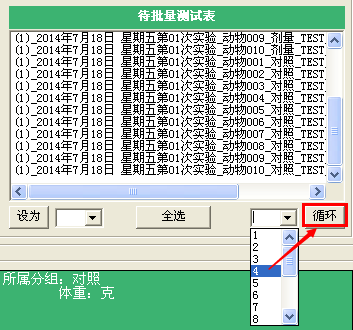 待批量测试表
(1)_2014年7月18日 星期五第01次实验_动物009_剂量_TEST_
(1)_2014年7月18日 星期五第01次实验_动物010_剂量_TEST_
(1)_2014年7月18日 星期五第01次实验_动物001_对照_TEST_
(1)_2014年7月18日 星期五第01次实验_动物002_对照_TEST_
(1)_2014年7月18日 星期五第01次实验_动物003_对照_TEST_
(1)_2014年7月18日 星期五第01次实验_动物004_对照_TEST_
(1)_2014年7月18日 星期五第01次实验_动物005_对照_TEST_
(1)_2014年7月18日 星期五第01次实验_动物006_对照_TEST_
(1)_2014年7月18日 星期五第01次实验_动物007_对照_TEST_
(1)_2014年7月18日 星期五第01次实验_动物008_对照_TEST_
(1)_2014年7月18日 星期五第01次实验_动物009_对照_TEST_
(1)_2014年7月18日 星期五第01次实验_动物010_对照_TEST_
设为 全选 循环
1
2
3
4
5
6
7
8
所属分组：对照
体重：克